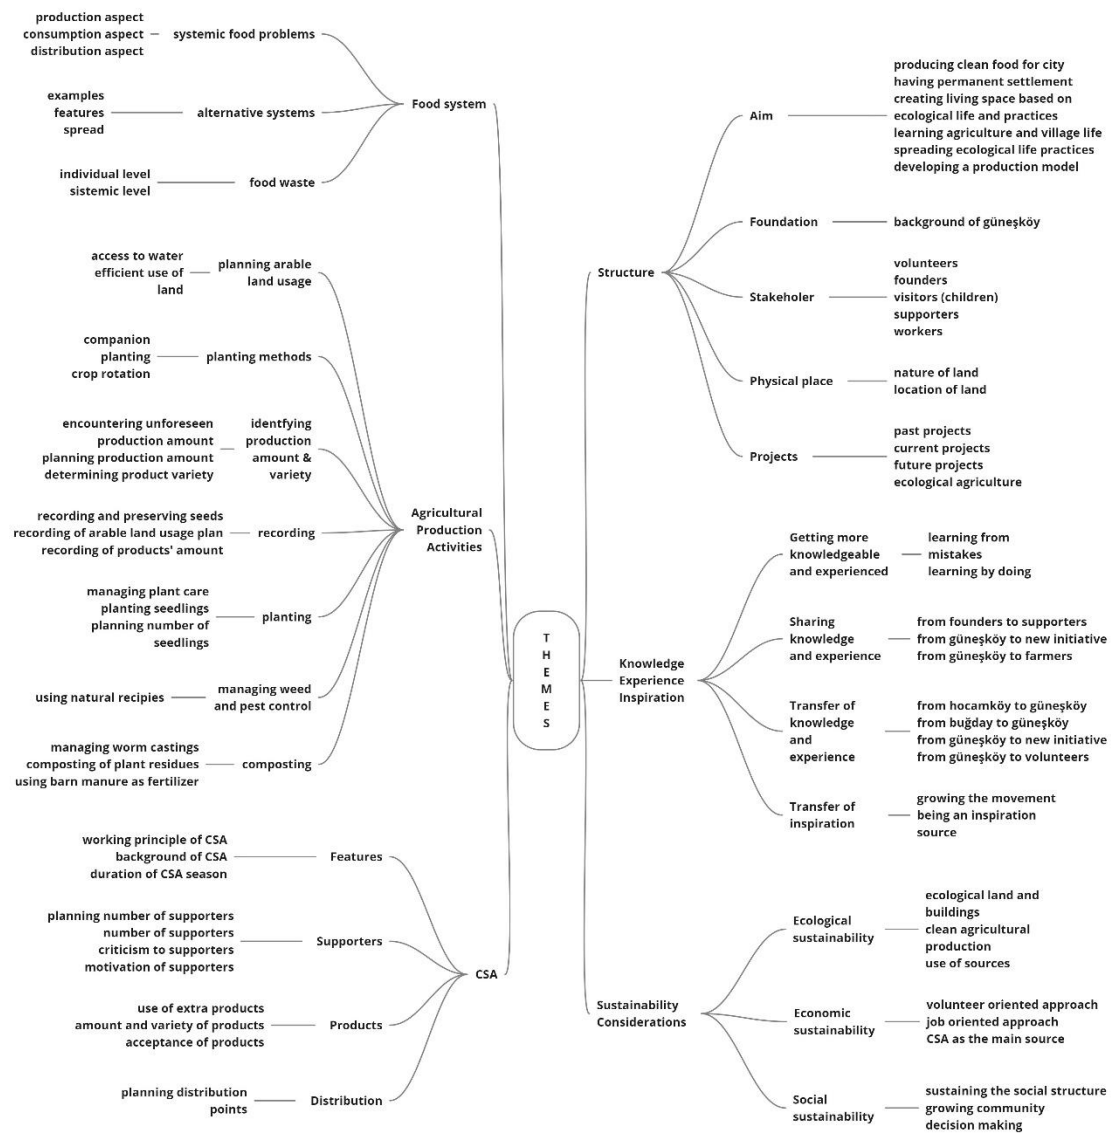 production aspect
consumption aspect
distribution aspect
systemic food problems
examples
features
spread
alternative systems
individual level
sistemic level
food waste
Food system
access to water
efficient use of
land
planning arable
land usage
companion
planting
crop rotation
planting methods
encountering unforeseen
production amount
planning production amount
determining product variety
identfying
production
amount &
variety
recording and preserving seeds
recording of arable land usage plan
recording of products' amount
recording
managing plant care
planting seedlings
planning number of
seedlings
planting
using natural recipies
managing weed
and pest control
managing worm castings
composting of plant residues
using barn manure as fertilizer
composting
Agricultural
Production
Activities
working principle of CSA
background of CSA
duration of CSA season
Features
planning number of supporters
number of supporters
criticism to supporters
motivation of supporters
Supporters
use of extra products
amount and variety of products
acceptance of products
Products
planning distribution
points
Distribution
CSA
T
H
E
M
E
S
Structure
Aim
producing clean food for city
having permanent settlement
creating living space based on
ecological life and practices
learning agriculture and village life
spreading ecological life practices
developing a production model
Foundation
background of güneşköy
Stakeholer
volunteers
founders
visitors (children)
supporters
workers
Physical place
nature of land
location of land
Projects
past projects
current projects
future projects
ecological agriculture
Knowledge
Experience
Inspiration
Getting more
knowledgeable
and experienced
learning from
mistakes
learning by doing
Sharing
knowledge
and experience
from founders to supporters
from güneşköy to new initiative
from güneşköy to farmers
Transfer of
knowledge
and
experience
from hocamköy to güneşköy
from buğday to güneşköy
from güneşköy to new initiative
from güneşköy to volunteers
Transfer of
inspiration
growing the movement
being an inspiration
source
Sustainability
Considerations
Ecological
sustainability
ecological land and
buildings
clean agricultural
production
use of sources
Economic
sustainability
volunteer oriented approach
job oriented approach
CSA as the main source
Social
sustainability
sustaining the social structure
growing community
decision making